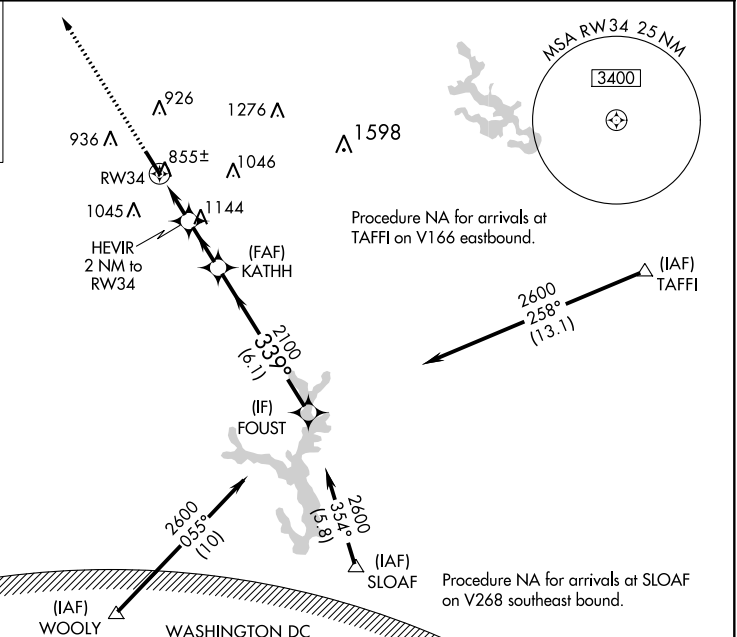 MSA RW34 25 NM
3400
926
1276
1598
936
855±
RW34
1046
1045
1144
HEVIR
2 NM to
RW34
(FAF)
KATHH
Procedure NA for arrivals at
TAFFI on V166 eastbound.
(IAF)
TAFFI
2600
258°
(13.1)
2100
339°
(6.1)
(IF)
FOUST
2600
055°
(10)
2600
354°
(5.8)
(IAF)
SLOAF
Procedure NA for arrivals at SLOAF
on V268 southeast bound.
(IAF)
WOOLY
WASHINGTON DC